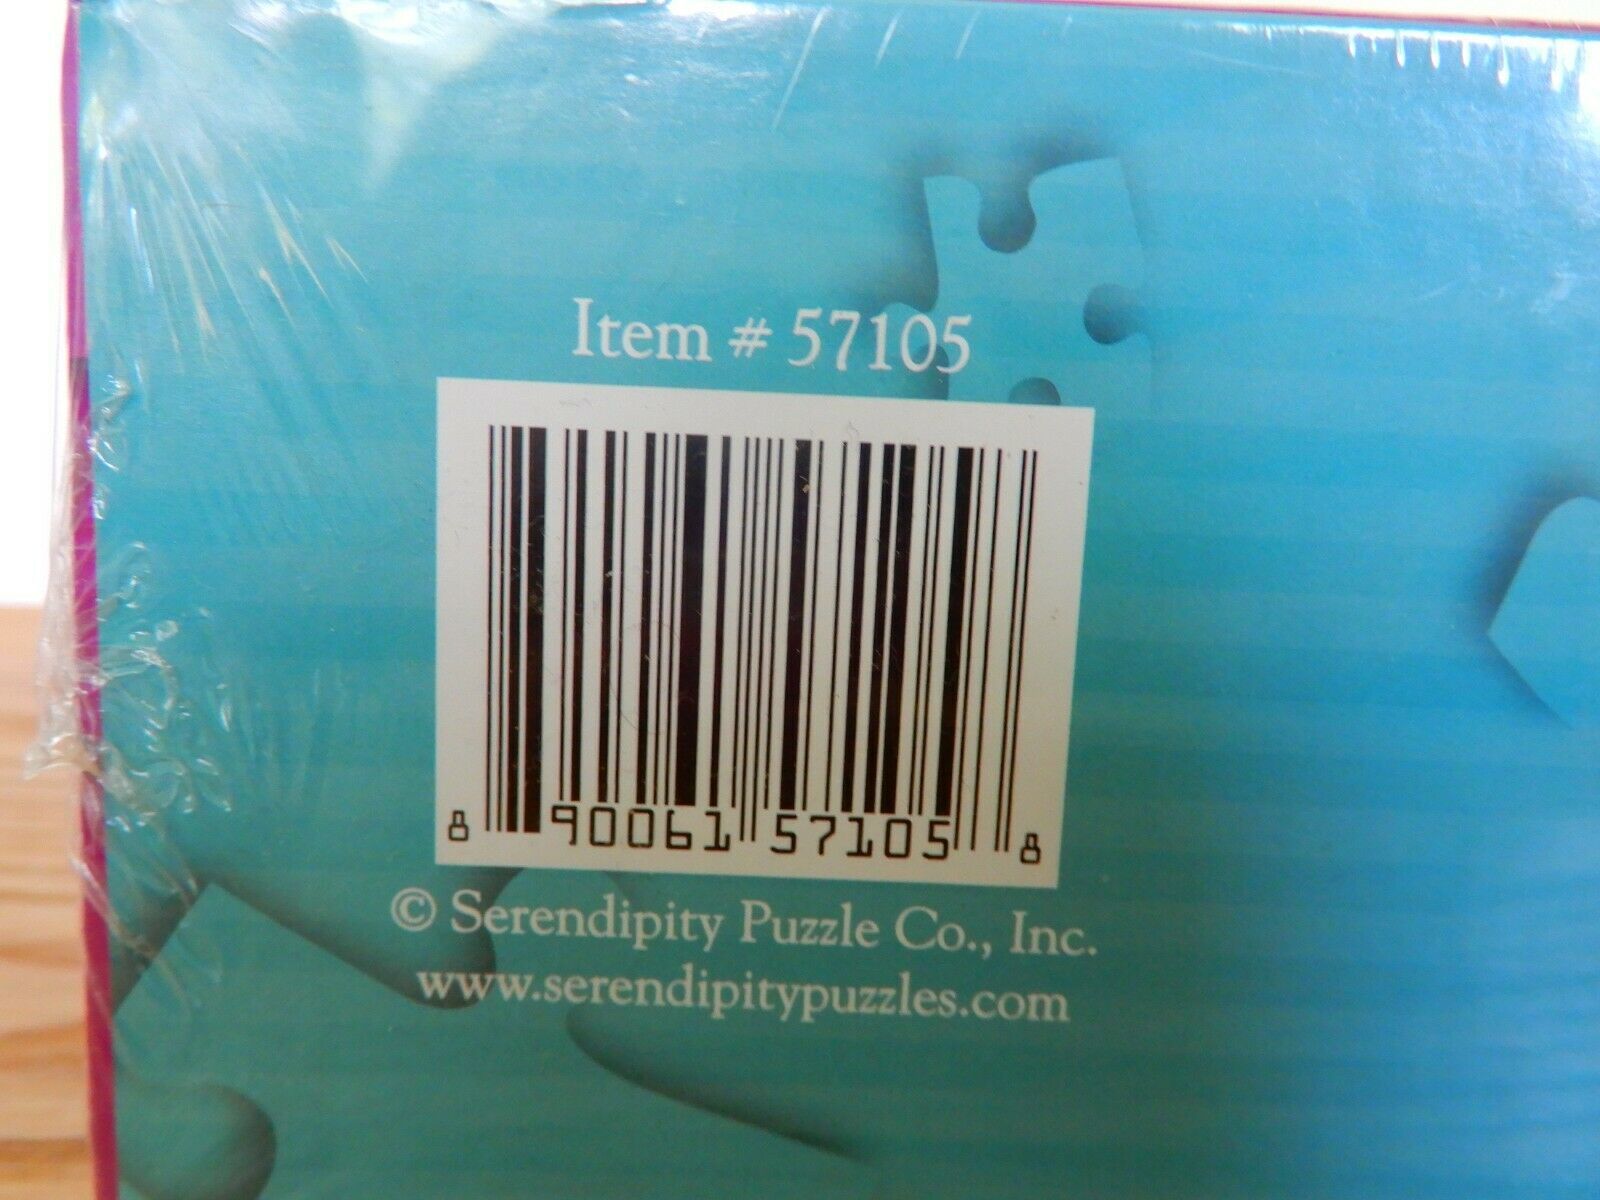 Item # 57105
8 90061 57105 8
© Serendipity Puzzle Co., Inc.
www.serendipitypuzzles.com